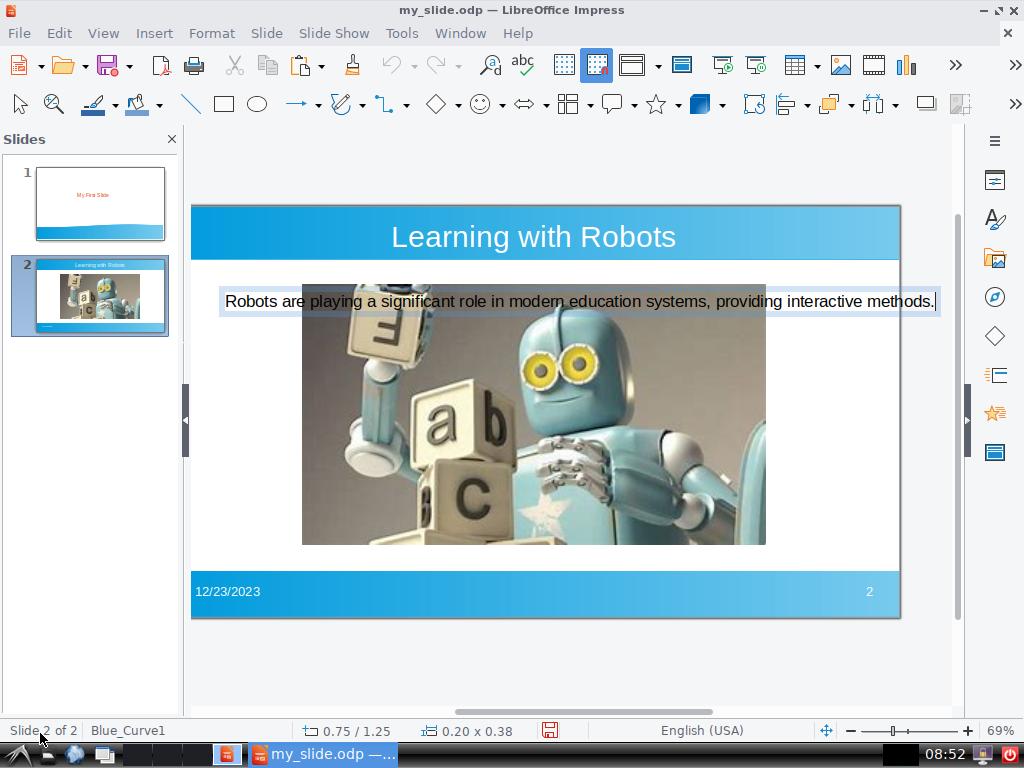 my_slide.odp — LibreOffice Impress
File Edit View Insert Format Slide Slide Show Tools Window Help
abc
Slides
1
My First Slide
2
Learning with Robots
Learning with Robots
Robots are playing a significant role in modern education systems, providing interactive methods.
a b
C
12/23/2023 2
Slide 2 of 2 Blue_Curve1 0.75 / 1.25 0.20 x 0.38 English (USA) 69%
my_slide.odp —... 08:52